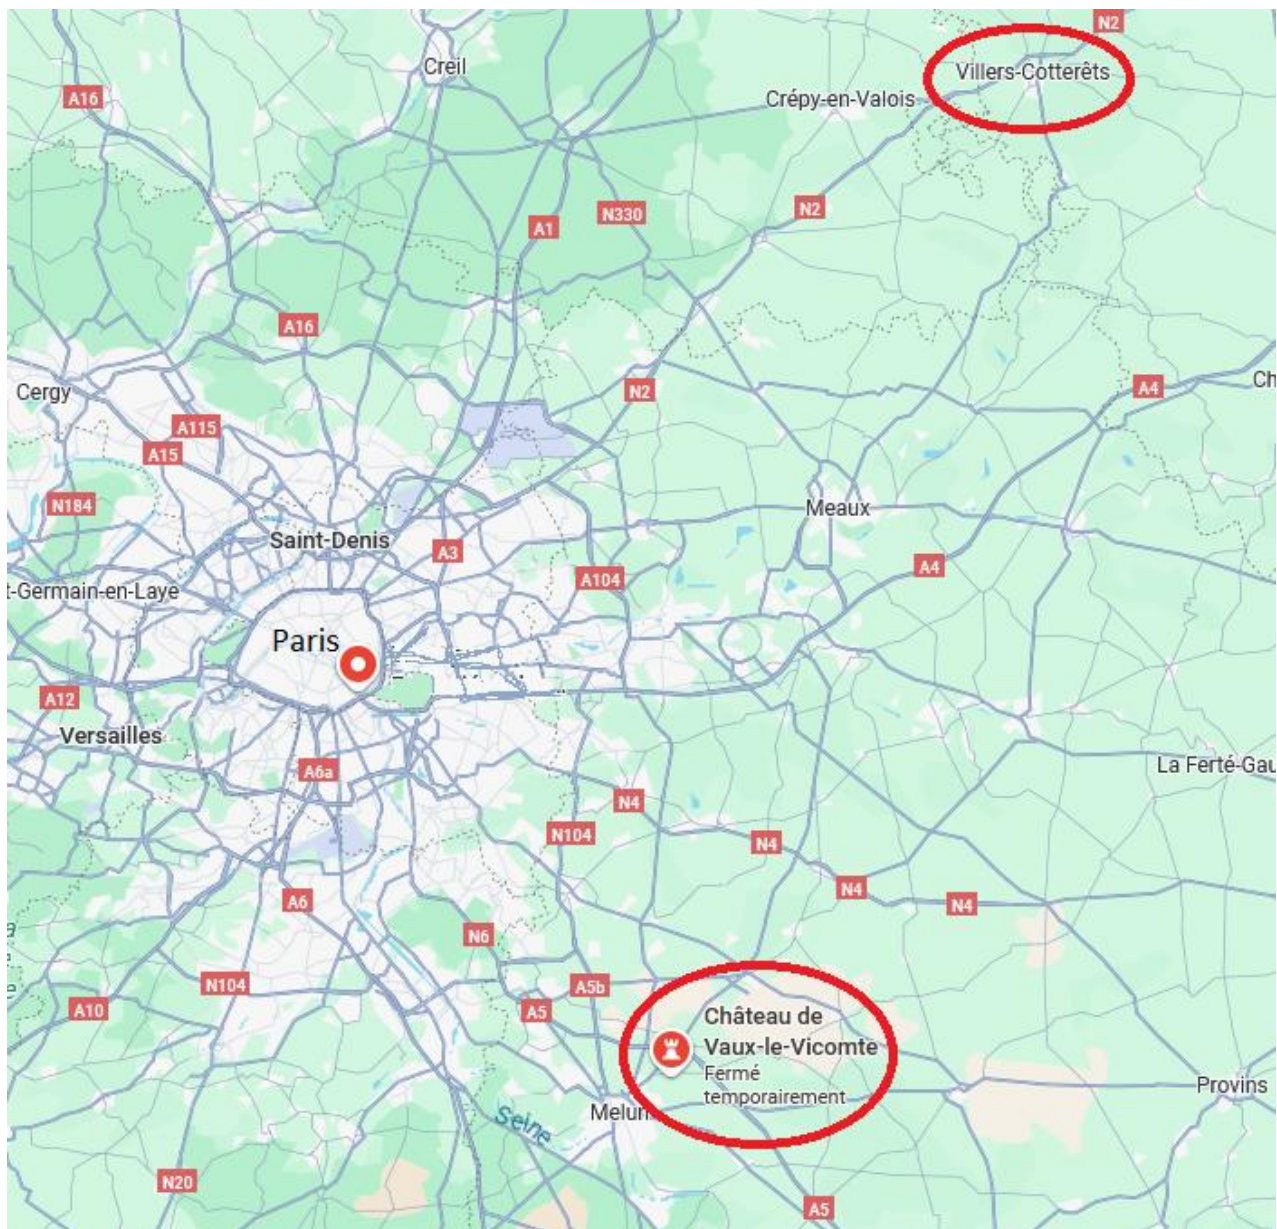 N2
Creil
Villers-Cotterêts
A16
Crépy-en-Valois
N2
N330
A1
A16
Ch
A4
N2
Cergy
A115
A15
N184
Meaux
Saint-Denis
A3
A4
A104
t-Germain-en-Laye
Paris
A12
Versailles
La Ferté-Gau
A6a
N4
N104
N4
N4
A6
N4
N6
N104
A5b
A10
A5
Château de
Vaux-le-Vicomte
Fermé
temporairement
Provins
Melun
Seine
N20
A5